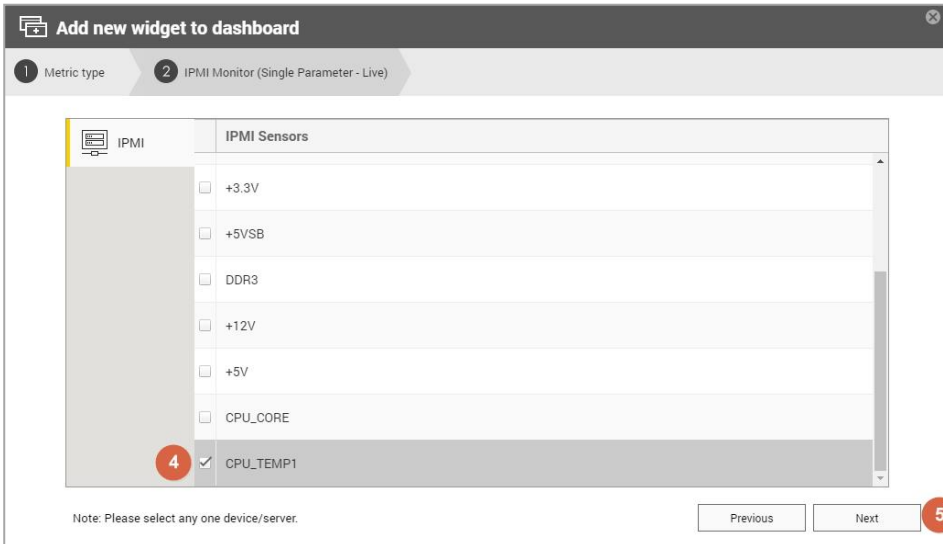 Add new widget to dashboard
1 Metric type
2 IPMI Monitor (Single Parameter - Live)
IPMI
IPMI Sensors
+3.3V
+5VSB
DDR3
+12V
+5V
CPU_CORE
4 CPU_TEMP1
Note: Please select any one device/server.
Previous
Next
5